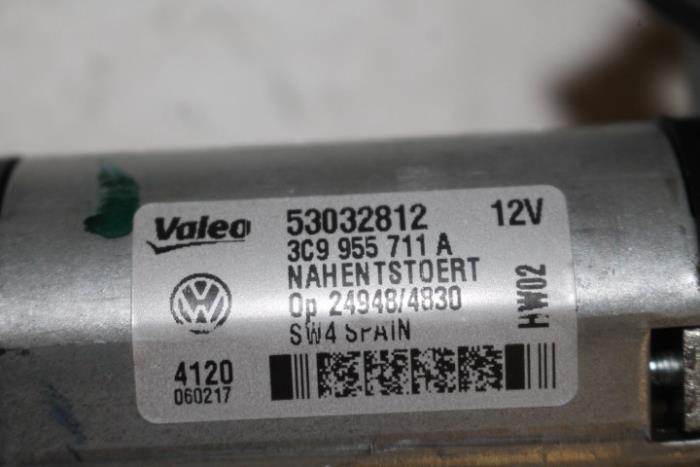 Valeo 53032812 12V
3C9 955 711 A
NAHENTSTOERT
Op 24948/4830
SW4 SPAIN
HW02
4120
060217